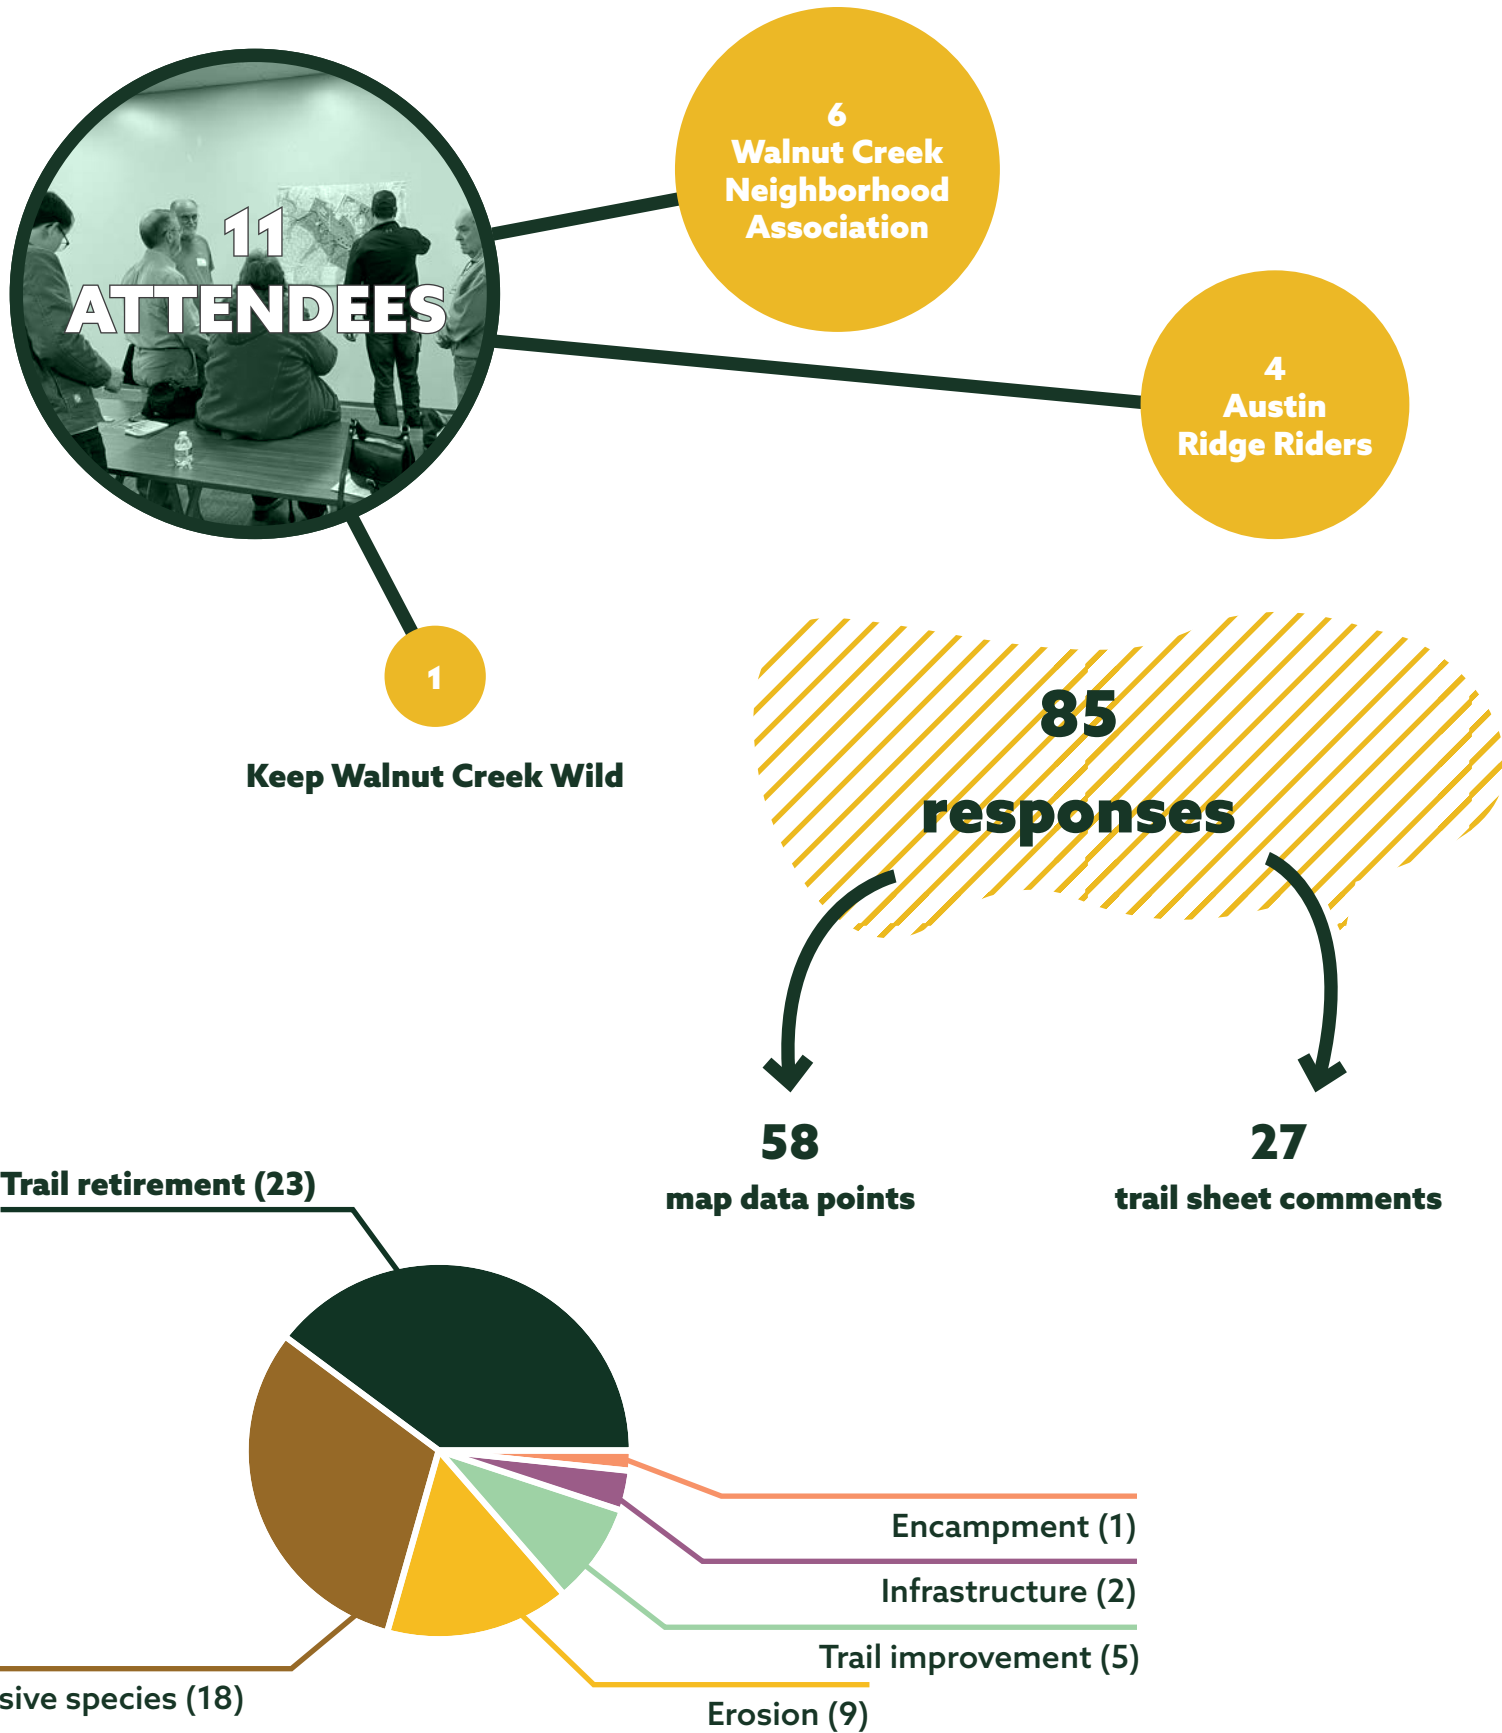 11
ATTENDEES
6
Walnut Creek
Neighborhood
Association
4
Austin
Ridge Riders
1
Keep Walnut Creek Wild
85
responses
58
map data points
27
trail sheet comments
Trail retirement (23)
Encampment (1)
Infrastructure (2)
Trail improvement (5)
Erosion (9)
sive species (18)